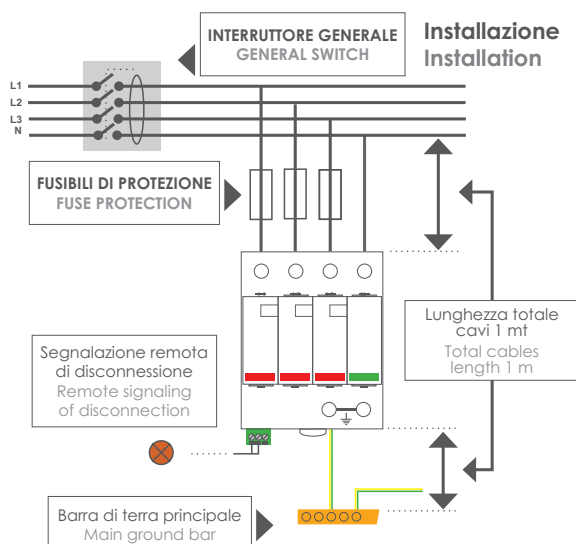 INTERRUTTORE GENERALE
GENERAL SWITCH
Installazione
Installation
L1
L2
L3
N
FUSIBILI DI PROTEZIONE
FUSE PROTECTION
Lunghezza totale
cavi 1 mt
Total cables
length 1 m
Segnalazione remota
di disconnessione
Remote signaling
of disconnection
Barra di terra principale
Main ground bar